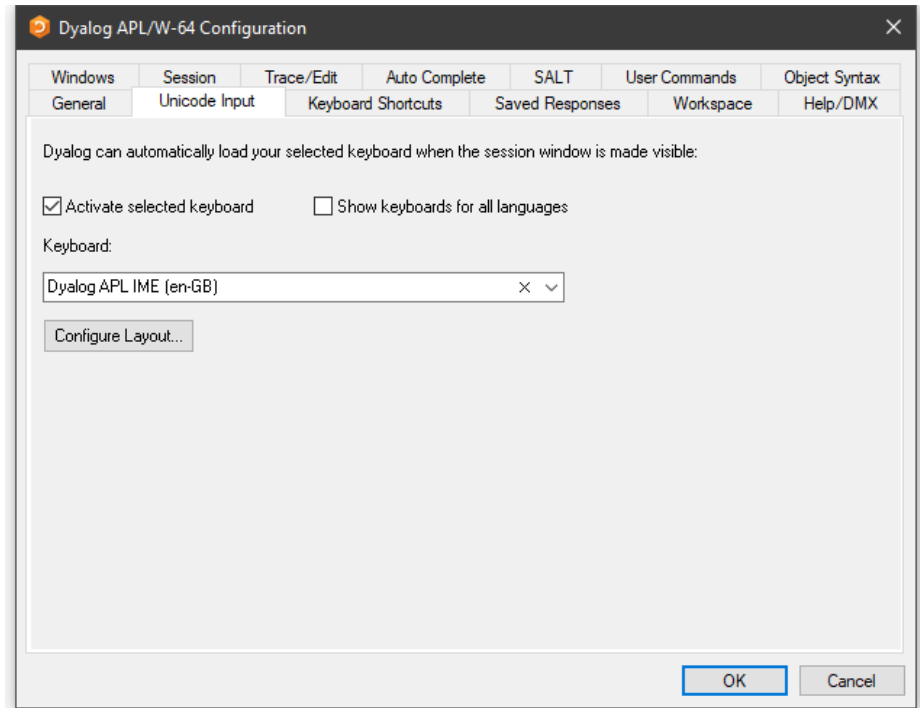 Dyalog APL/W-64 Configuration
Windows Session Trace/Edit Auto Complete SALT User Commands Object Syntax
General Unicode Input Keyboard Shortcuts Saved Responses Workspace Help/DMX
Dyalog can automatically load your selected keyboard when the session window is made visible:
Activate selected keyboard Show keyboards for all languages
Keyboard:
Dyalog APL IME (en-GB)
Configure Layout...
OK Cancel